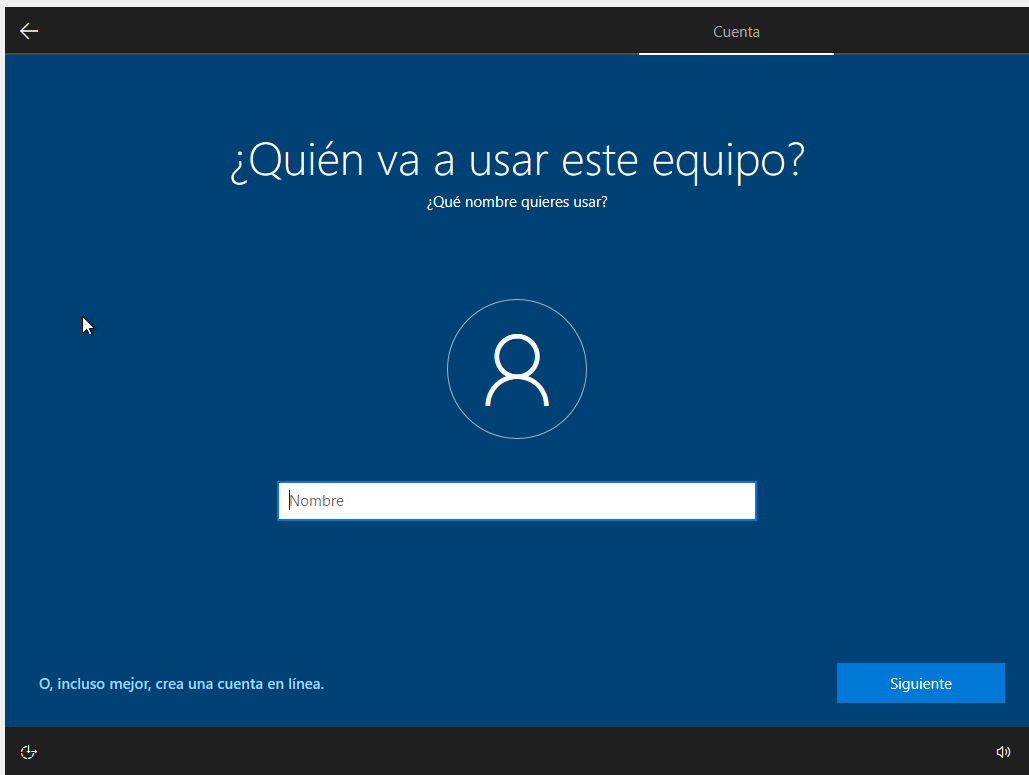 Cuenta
¿Quién va a usar este equipo?
¿Qué nombre quieres usar?
Nombre
O, incluso mejor, crea una cuenta en línea.
Siguiente